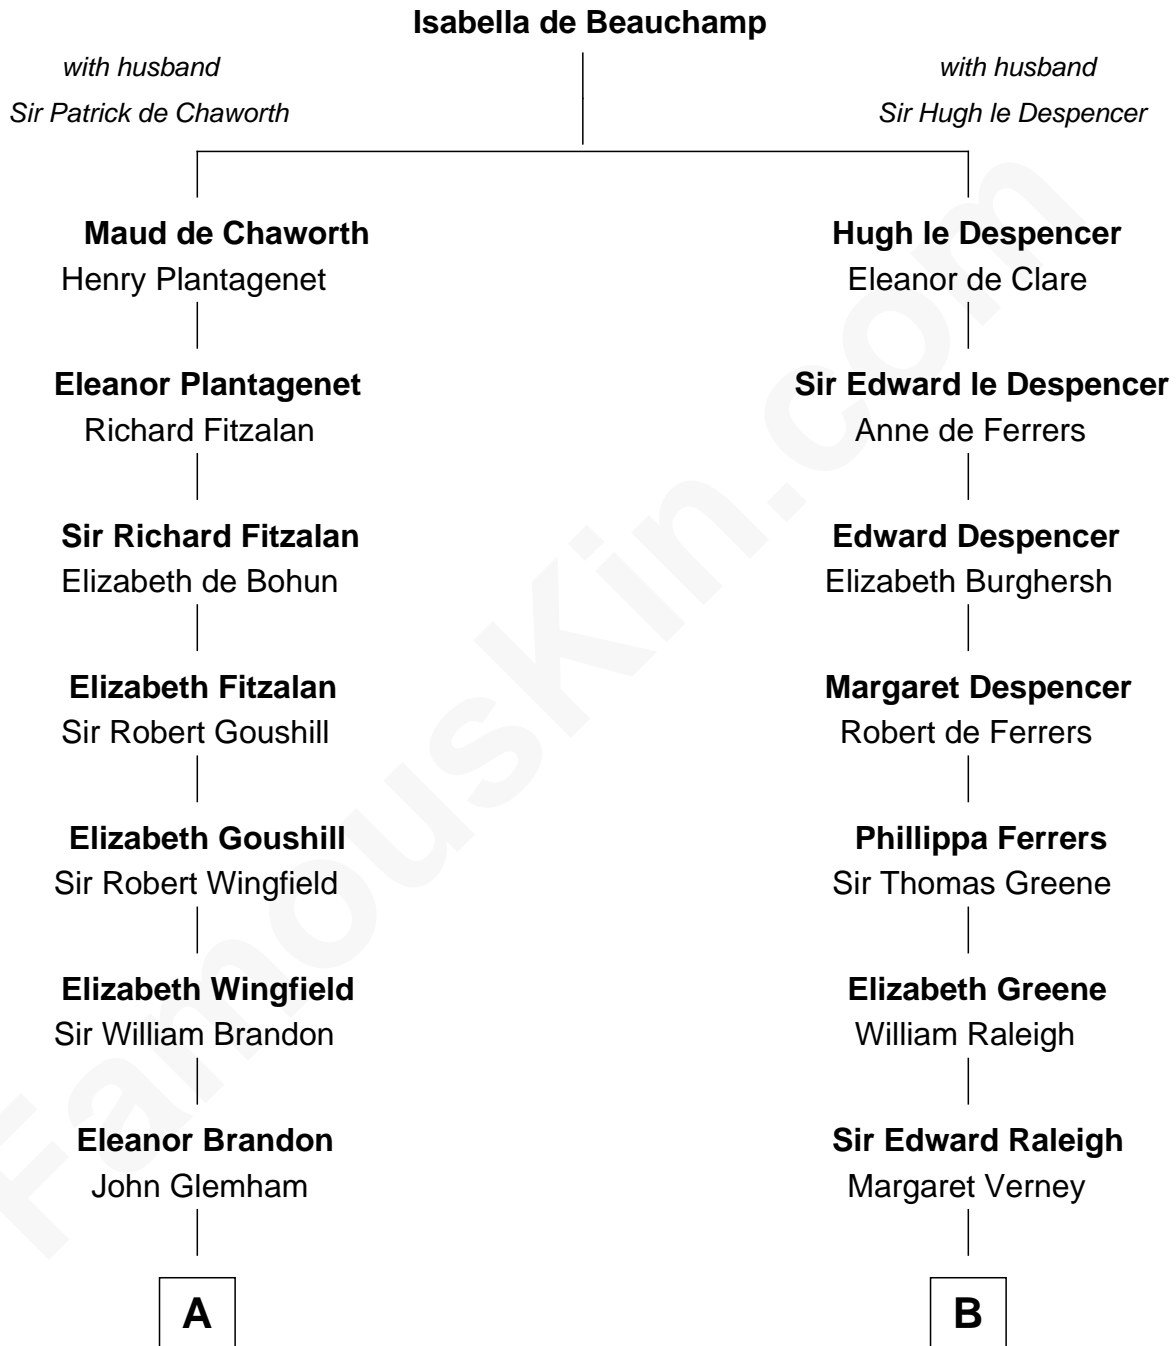 Isabella de Beauchamp
with husband
Sir Patrick de Chaworth
with husband
Sir Hugh le Despencer
Maud de Chaworth
Henry Plantagenet
Hugh le Despencer
Eleanor de Clare
Eleanor Plantagenet
Richard Fitzalan
Sir Edward le Despencer
Anne de Ferrers
Sir Richard Fitzalan
Elizabeth de Bohun
Edward Despencer
Elizabeth Burghersh
Elizabeth Fitzalan
Sir Robert Goushill
Margaret Despencer
Robert de Ferrers
Elizabeth Goushill
Sir Robert Wingfield
Phillippa Ferrers
Sir Thomas Greene
Elizabeth Wingfield
Sir William Brandon
Elizabeth Greene
William Raleigh
Eleanor Brandon
John Glemham
Sir Edward Raleigh
Margaret Verney
A
B
FamousKin.com